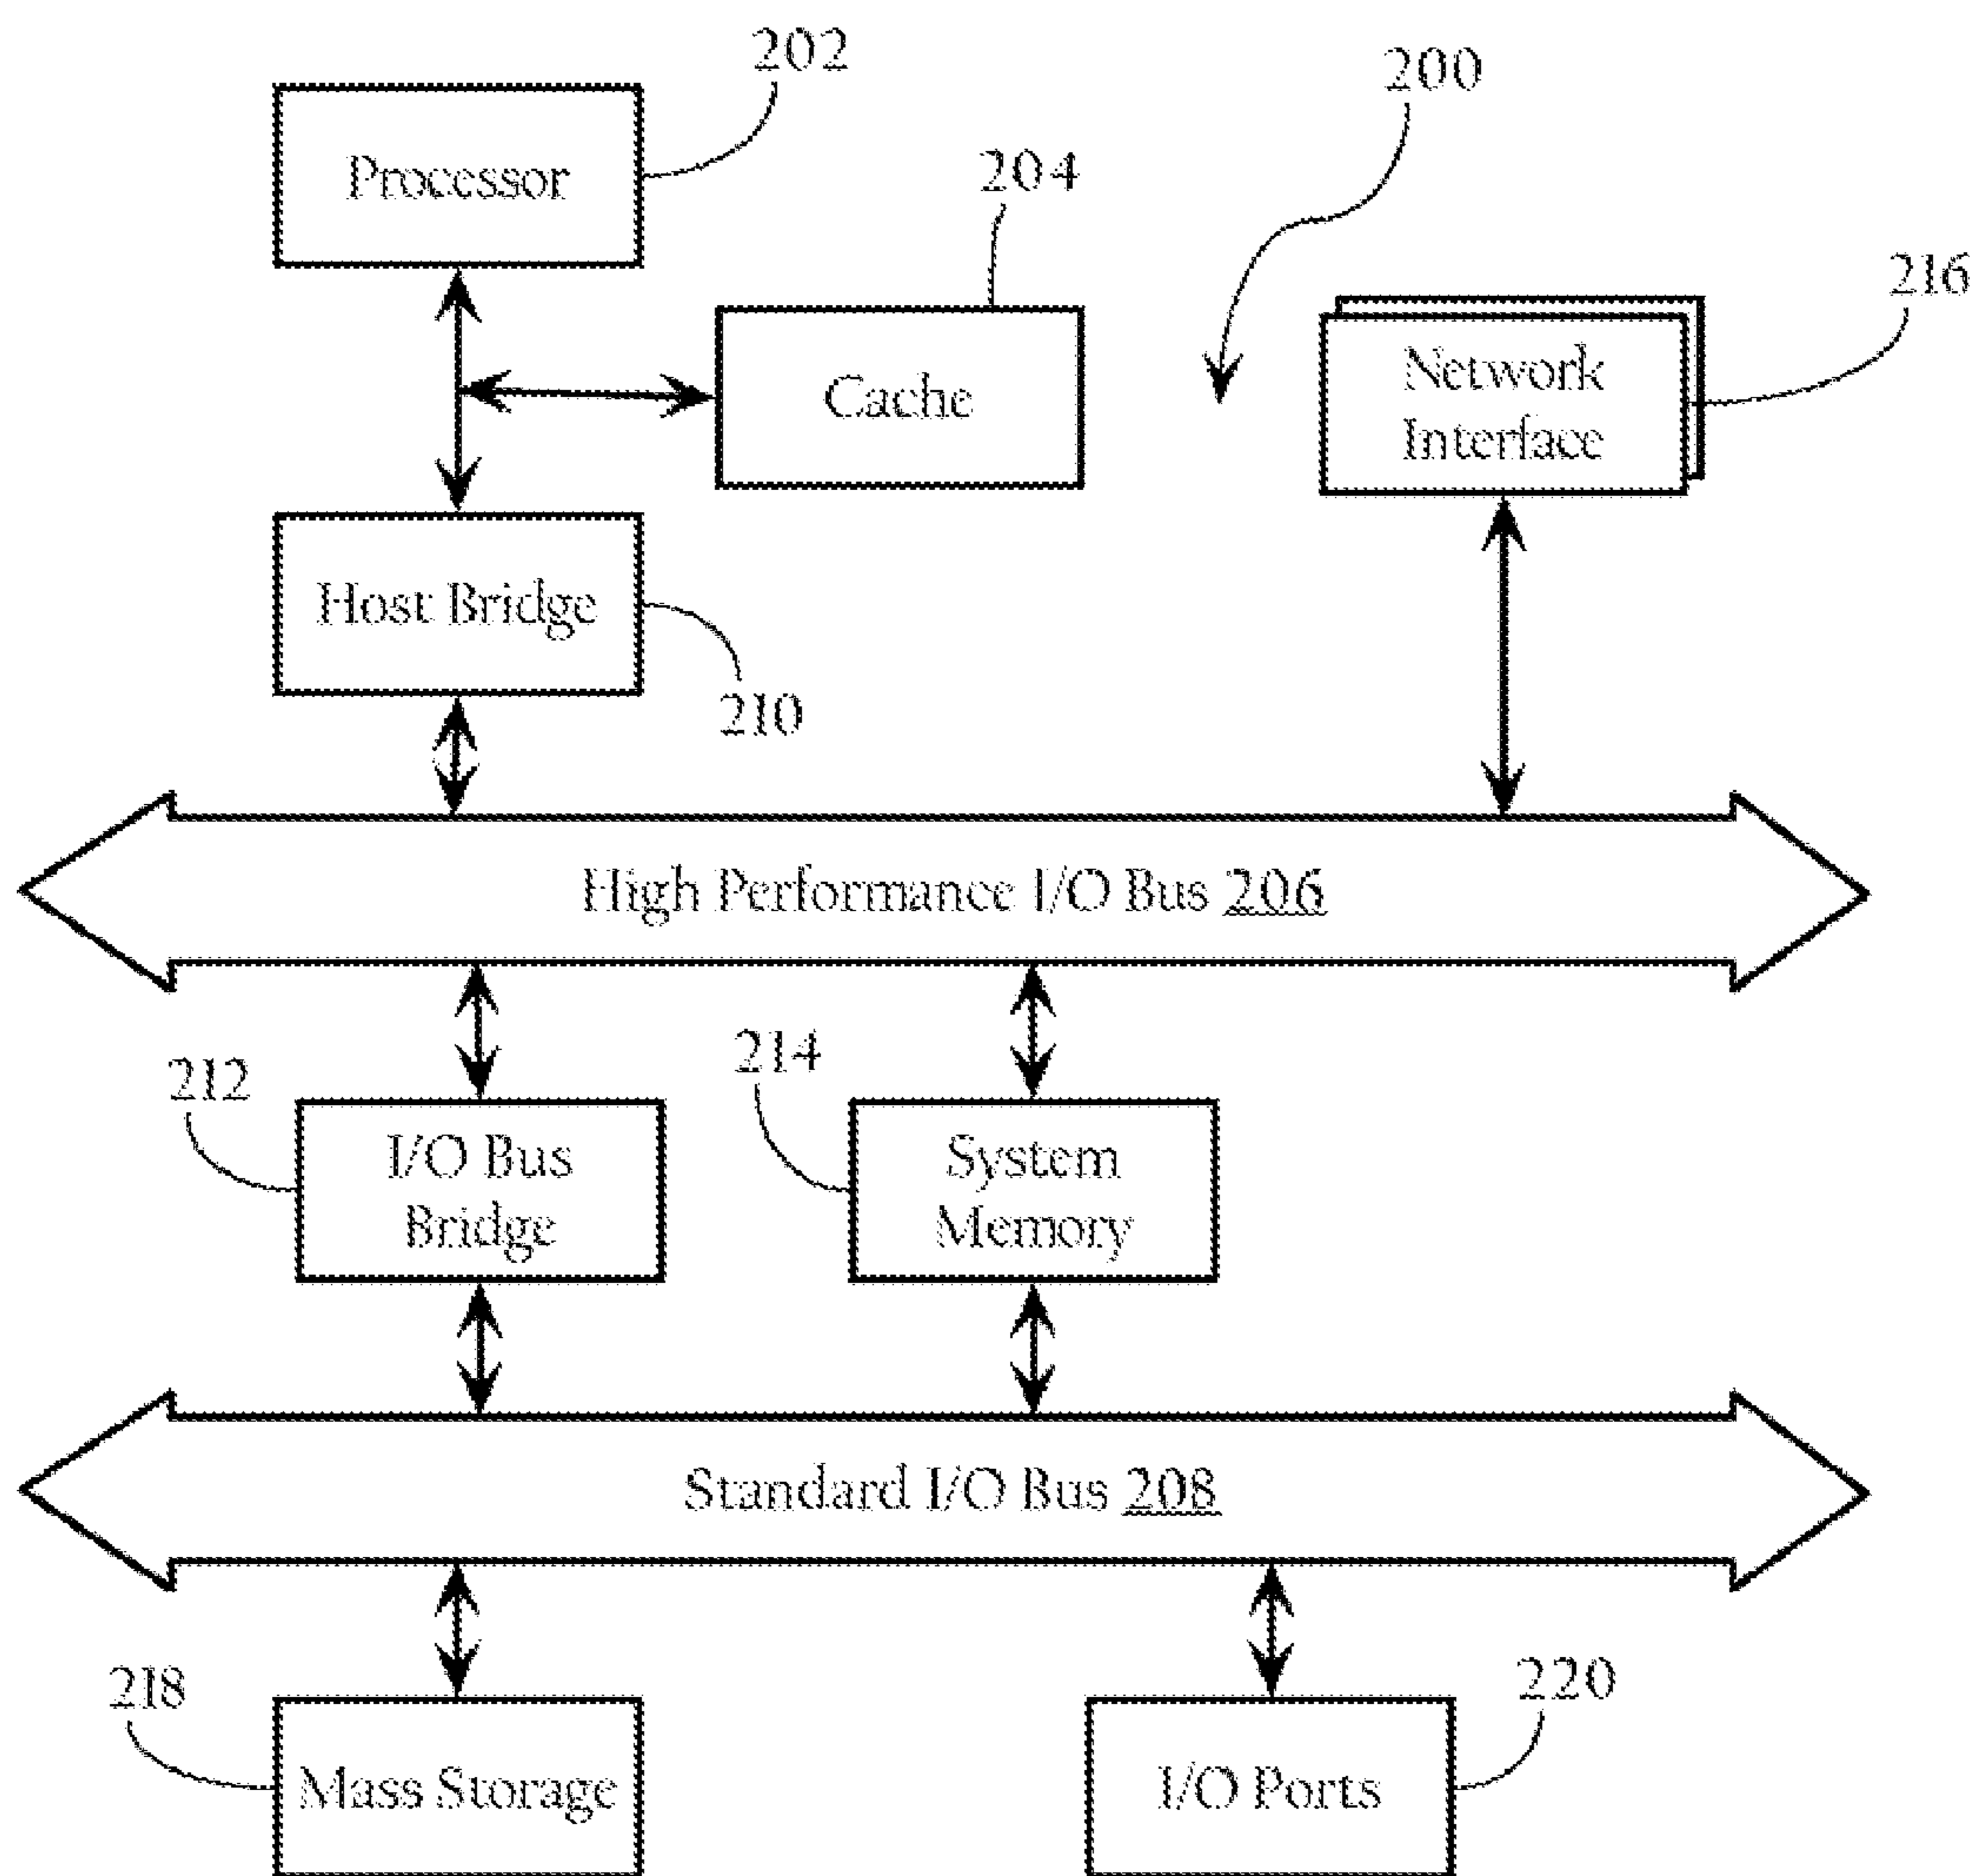 202
200
Processor
204
216
Network
Interface
Cache
Host Bridge
210
High Performance I/O Bus 206
212
214
I/O Bus
Bridge
System
Memory
Standard I/O Bus 208
218
220
Mass Storage
I/O Ports